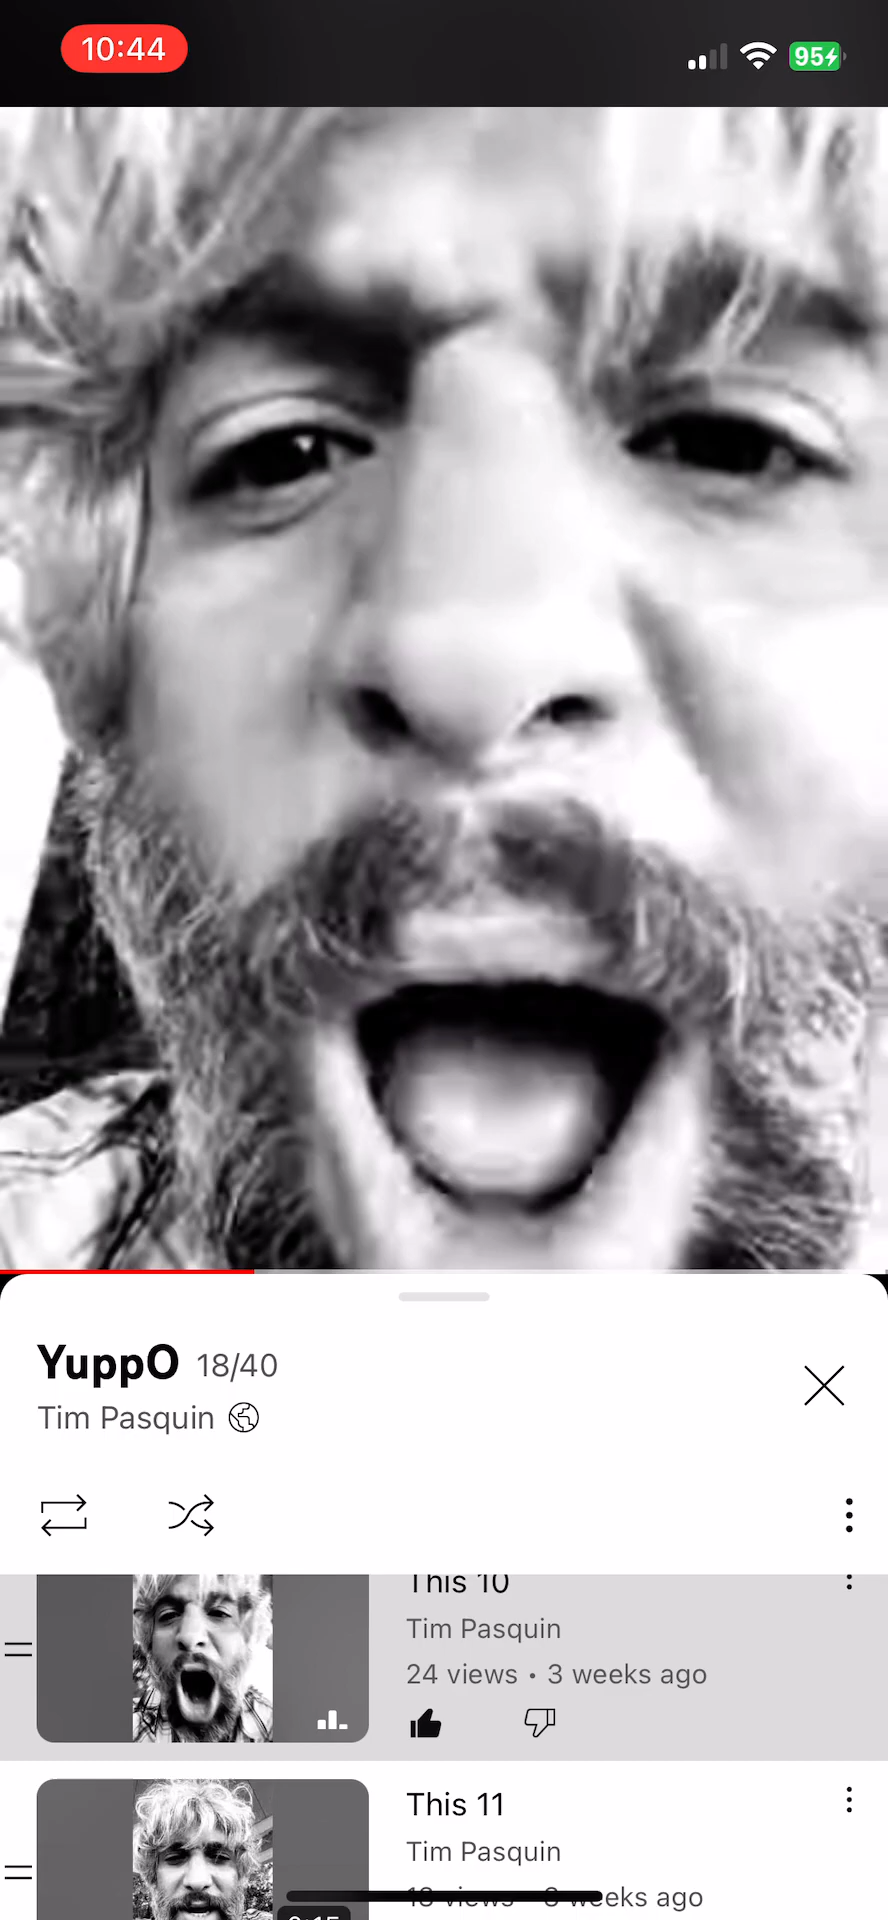 10:44
95
YuppO 18/40
Tim Pasquin
This 10
Tim Pasquin
24 views • 3 weeks ago
This 11
Tim Pasquin
weeks ago